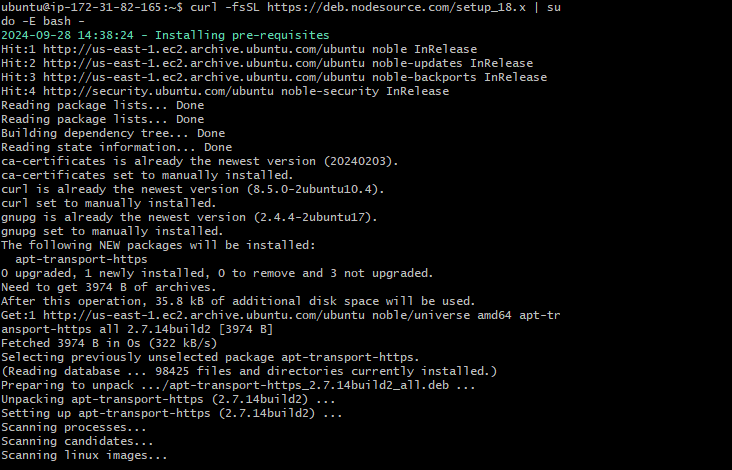 ubuntu@ip-172-31-82-165:~$ curl -fsSL https://deb.nodesource.com/setup_18.x | su
do -E bash -
2024-09-28 14:38:24 - Installing pre-requisites
Hit:1 http://us-east-1.ec2.archive.ubuntu.com/ubuntu noble InRelease
Hit:2 http://us-east-1.ec2.archive.ubuntu.com/ubuntu noble-updates InRelease
Hit:3 http://us-east-1.ec2.archive.ubuntu.com/ubuntu noble-backports InRelease
Hit:4 http://security.ubuntu.com/ubuntu noble-security InRelease
Reading package lists... Done
Reading package lists... Done
Building dependency tree... Done
Reading state information... Done
ca-certificates is already the newest version (20240203).
ca-certificates set to manually installed.
curl is already the newest version (8.5.0-2ubuntu10.4).
curl set to manually installed.
gnupg is already the newest version (2.4.4-2ubuntu17).
gnupg set to manually installed.
The following NEW packages will be installed:
  apt-transport-https
0 upgraded, 1 newly installed, 0 to remove and 3 not upgraded.
Need to get 3974 B of archives.
After this operation, 35.8 kB of additional disk space will be used.
Get:1 http://us-east-1.ec2.archive.ubuntu.com/ubuntu noble/universe amd64 apt-tr
ansport-https all 2.7.14build2 [3974 B]
Fetched 3974 B in 0s (322 kB/s)
Selecting previously unselected package apt-transport-https.
(Reading database ... 98425 files and directories currently installed.)
Preparing to unpack .../apt-transport-https_2.7.14build2_all.deb ...
Unpacking apt-transport-https (2.7.14build2) ...
Setting up apt-transport-https (2.7.14build2) ...
Scanning processes...
Scanning candidates...
Scanning linux images...